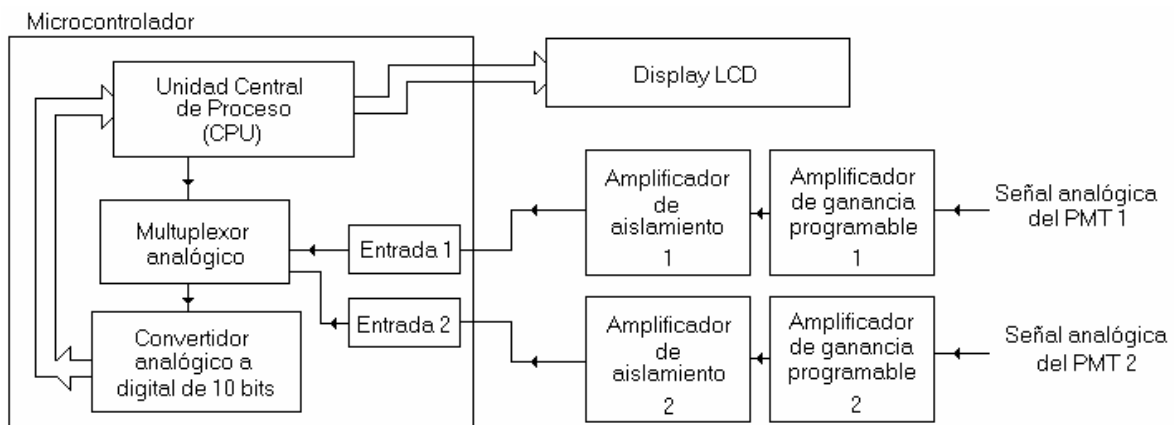 Microcontrolador
Unidad Central
de Proceso
(CPU)
Display LCD
Multuplexor
analógico
Entrada 1
Entrada 2
Convertidor
analógico a
digital de 10 bits
Amplificador
de
aislamiento
1
Amplificador
de ganancia
programable
1
Señal analógica
del PMT 1
Amplificador
de
aislamiento
2
Amplificador
de ganancia
programable
2
Señal analógica
del PMT 2